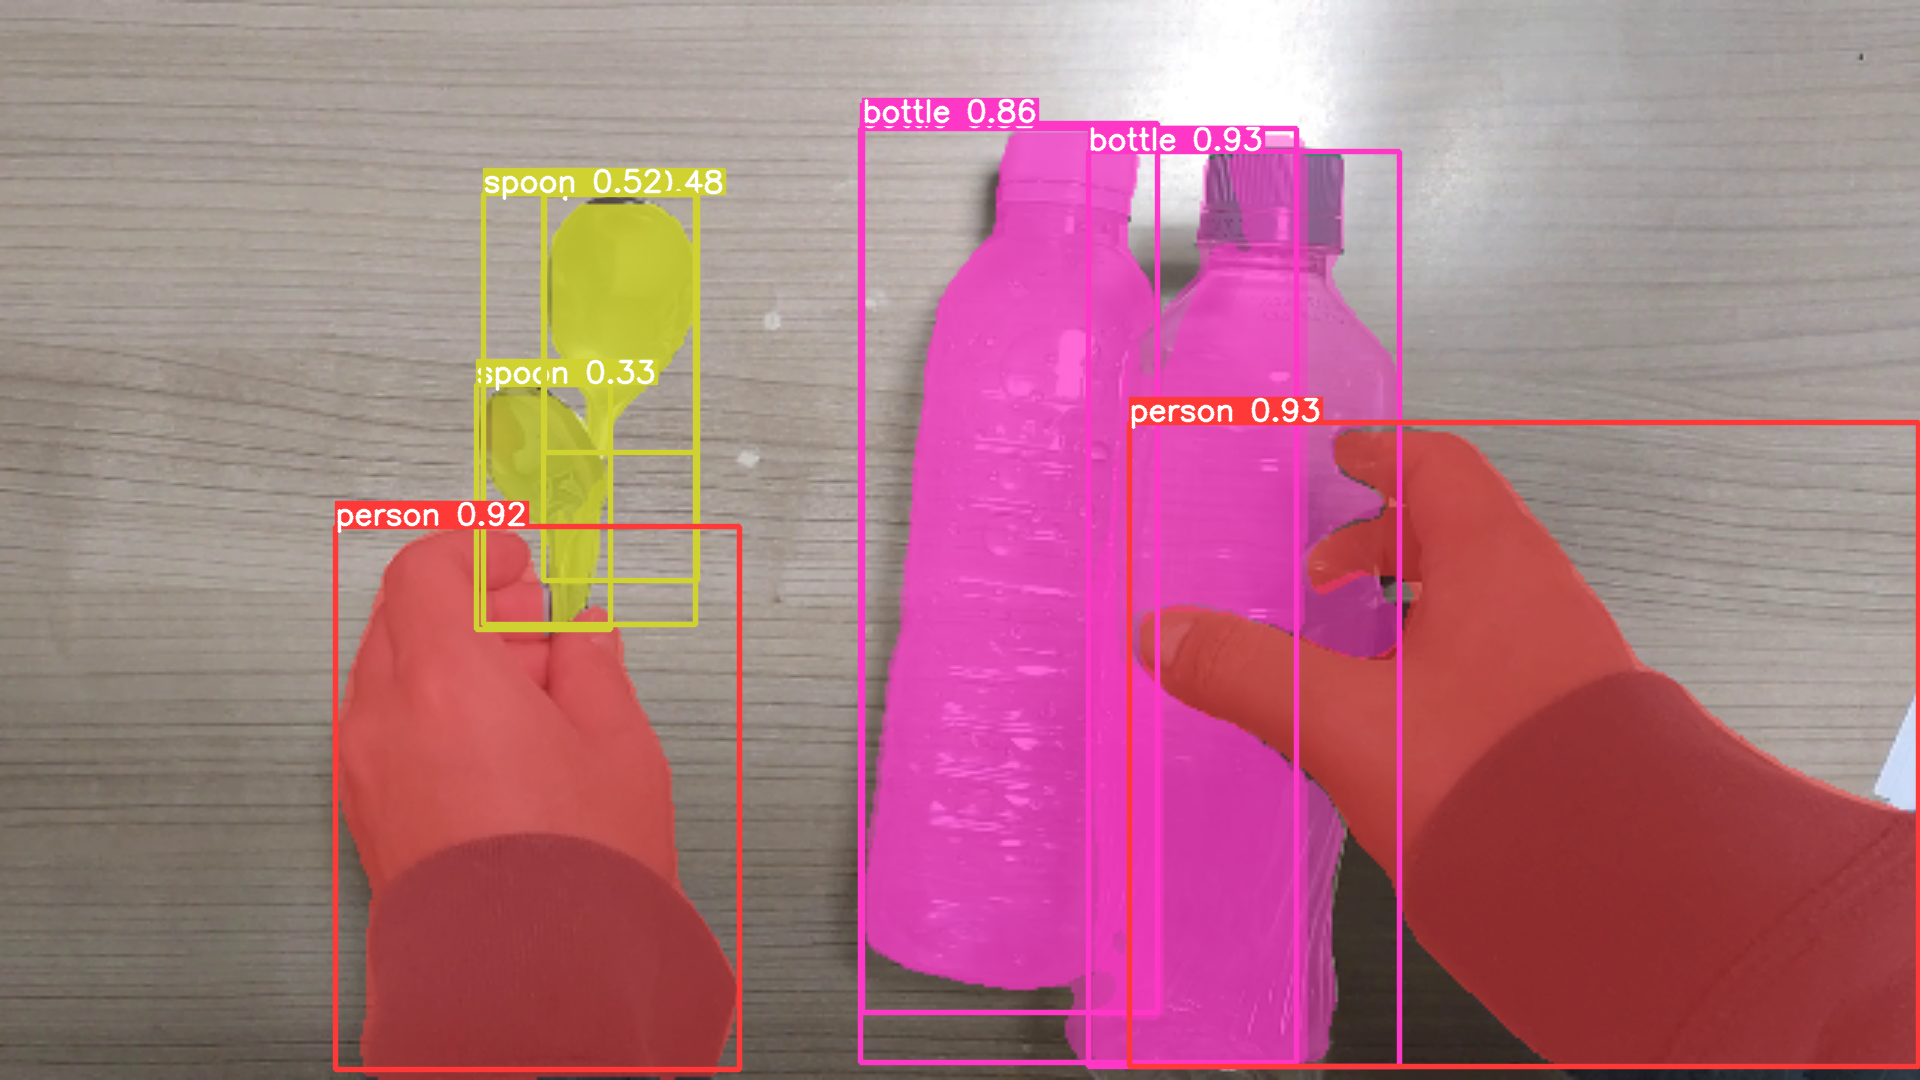 bottle 0.86
bottle 0.93
spoon 0.52
.48
spoon 0.33
person 0.93
person 0.92